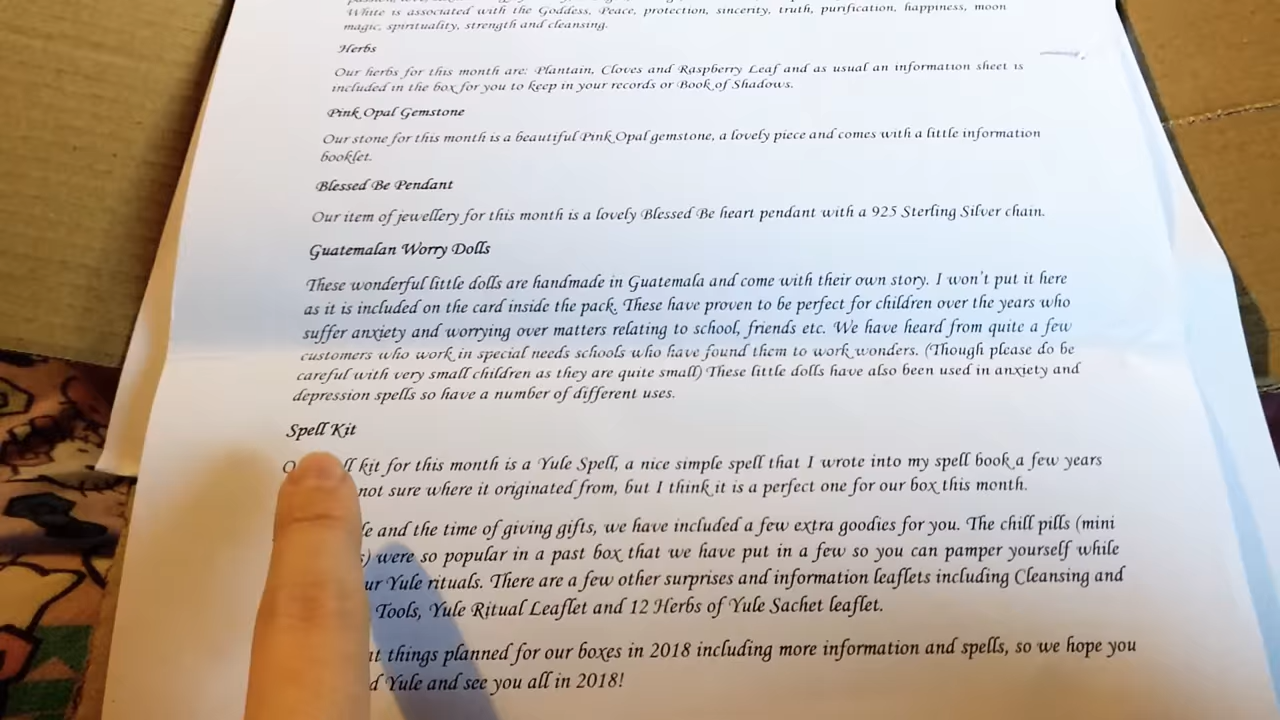 White is associated with the Goddess, Peace, protection, sincerity, truth, purification, happiness, moon
magic, spirituality, strength and cleansing.
Herbs
Our herbs for this month are: Plantain, Cloves and Raspberry Leaf and as usual an information sheet is
included in the box for you to keep in your records or Book of Shadows.
Pink Opal Gemstone
Our stone for this month is a beautiful Pink Opal gemstone, a lovely piece and comes with a little information
booklet.
Blessed Be Pendant
Our item of jewellery for this month is a lovely Blessed Be heart pendant with a 925 Sterling Silver chain.
Guatemalan Worry Dolls
These wonderful little dolls are handmade in Guatemala and come with their own story. I won't put it here
as it is included on the card inside the pack. These have proven to be perfect for children over the years who
suffer anxiety and worrying over matters relating to school, friends etc. We have heard from quite a few
customers who work in special needs schools who have found them to work wonders. (Though please do be
careful with very small children as they are quite small) These little dolls have also been used in anxiety and
depression spells so have a number of different uses.
Spell Kit
kit for this month is a Yule Spell, a nice simple spell that I wrote into my spell book a few years
not sure where it originated from, but I think it is a perfect one for our box this month.
and the time of giving gifts, we have included a few extra goodies for you. The chill pills (mini
were so popular in a past box that we have put in a few so you can pamper yourself while
Yule rituals. There are a few other surprises and information leaflets including Cleansing and
Tools, Yule Ritual Leaflet and 12 Herbs of Yule Sachet leaflet.
things planned for our boxes in 2018 including more information and spells, so we hope you
Yule and see you all in 2018!